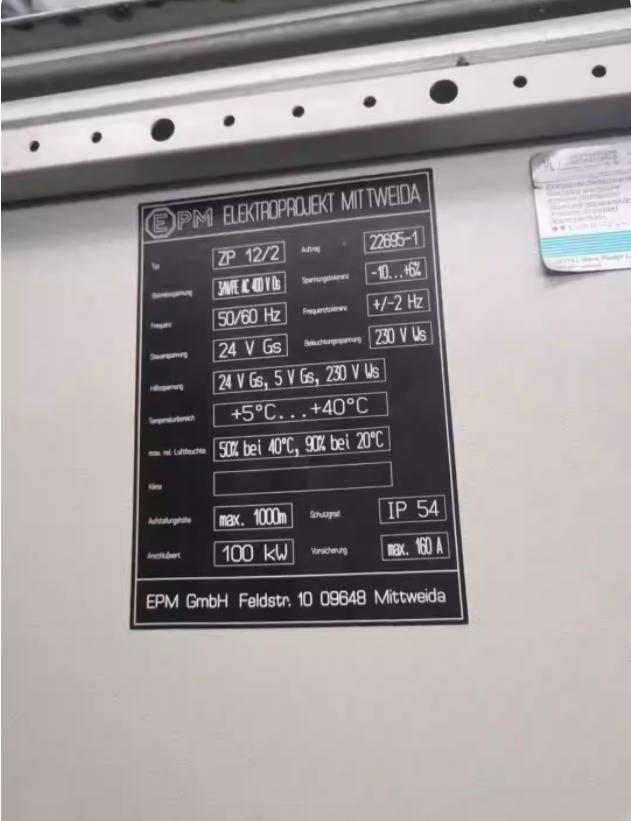 EPM ELEKTROPROJEKT MITTWEIDA
Typ ZP 12/2 Auftrag 22695-1
Betriebsspannung 3/N/PE AC 400 V Ds Spannungstoleranz -10...+6%
Frequenz 50/60 Hz Frequenztoleranz +/-2 Hz
Steuerspannung 24 V Gs Beleuchtungsspannung 230 V Ws
Hilfsspannung 24 V Gs, 5 V Gs, 230 V Ws
Temperaturbereich +5°C...+40°C
max. rel. Luftfeuchte 50% bei 40°C, 90% bei 20°C
Klima
Aufstellungshöhe max. 1000m Schutzgrad IP 54
Anschlußwert 100 kW Vorsicherung max. 160 A
EPM GmbH Feldstr. 10 09648 Mittweida